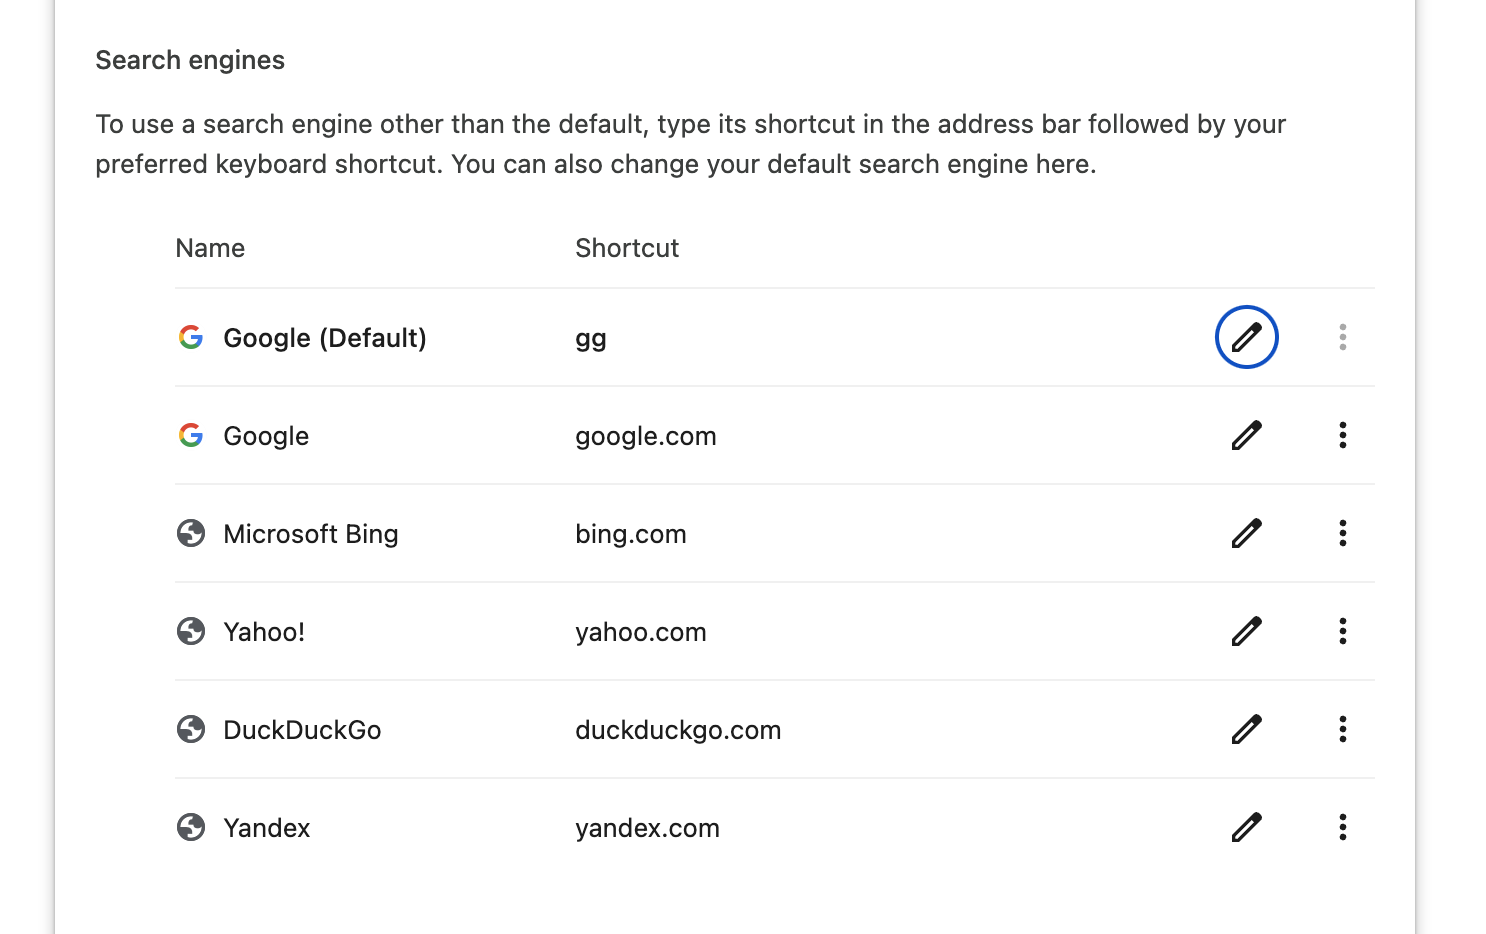 Search engines
To use a search engine other than the default, type its shortcut in the address bar followed by your
preferred keyboard shortcut. You can also change your default search engine here.
Name Shortcut
Google (Default) gg
Google google.com
Microsoft Bing bing.com
Yahoo! yahoo.com
DuckDuckGo duckduckgo.com
Yandex yandex.com